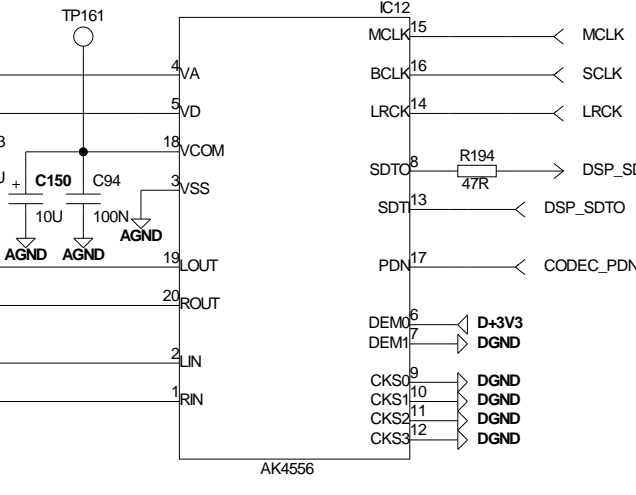 IC12
TP161
15
MCLK
MCLK
4
VA
16
BCLK
SCLK
5
VD
14
LRCK
LRCK
18
VCOM
8
SDTO
R194
47R
+
C150
C94
3
VSS
10U
100N
AGND
AGND
AGND
13
SDTI
DSP_SDTO
19
LOUT
17
PDN
CODEC_PDN
20
ROUT
6
DEM0
D+3V3
7
DEM1
DGND
2
LIN
9
CKS0
DGND
1
RIN
10
CKS1
DGND
11
CKS2
DGND
12
CKS3
DGND
AK4556